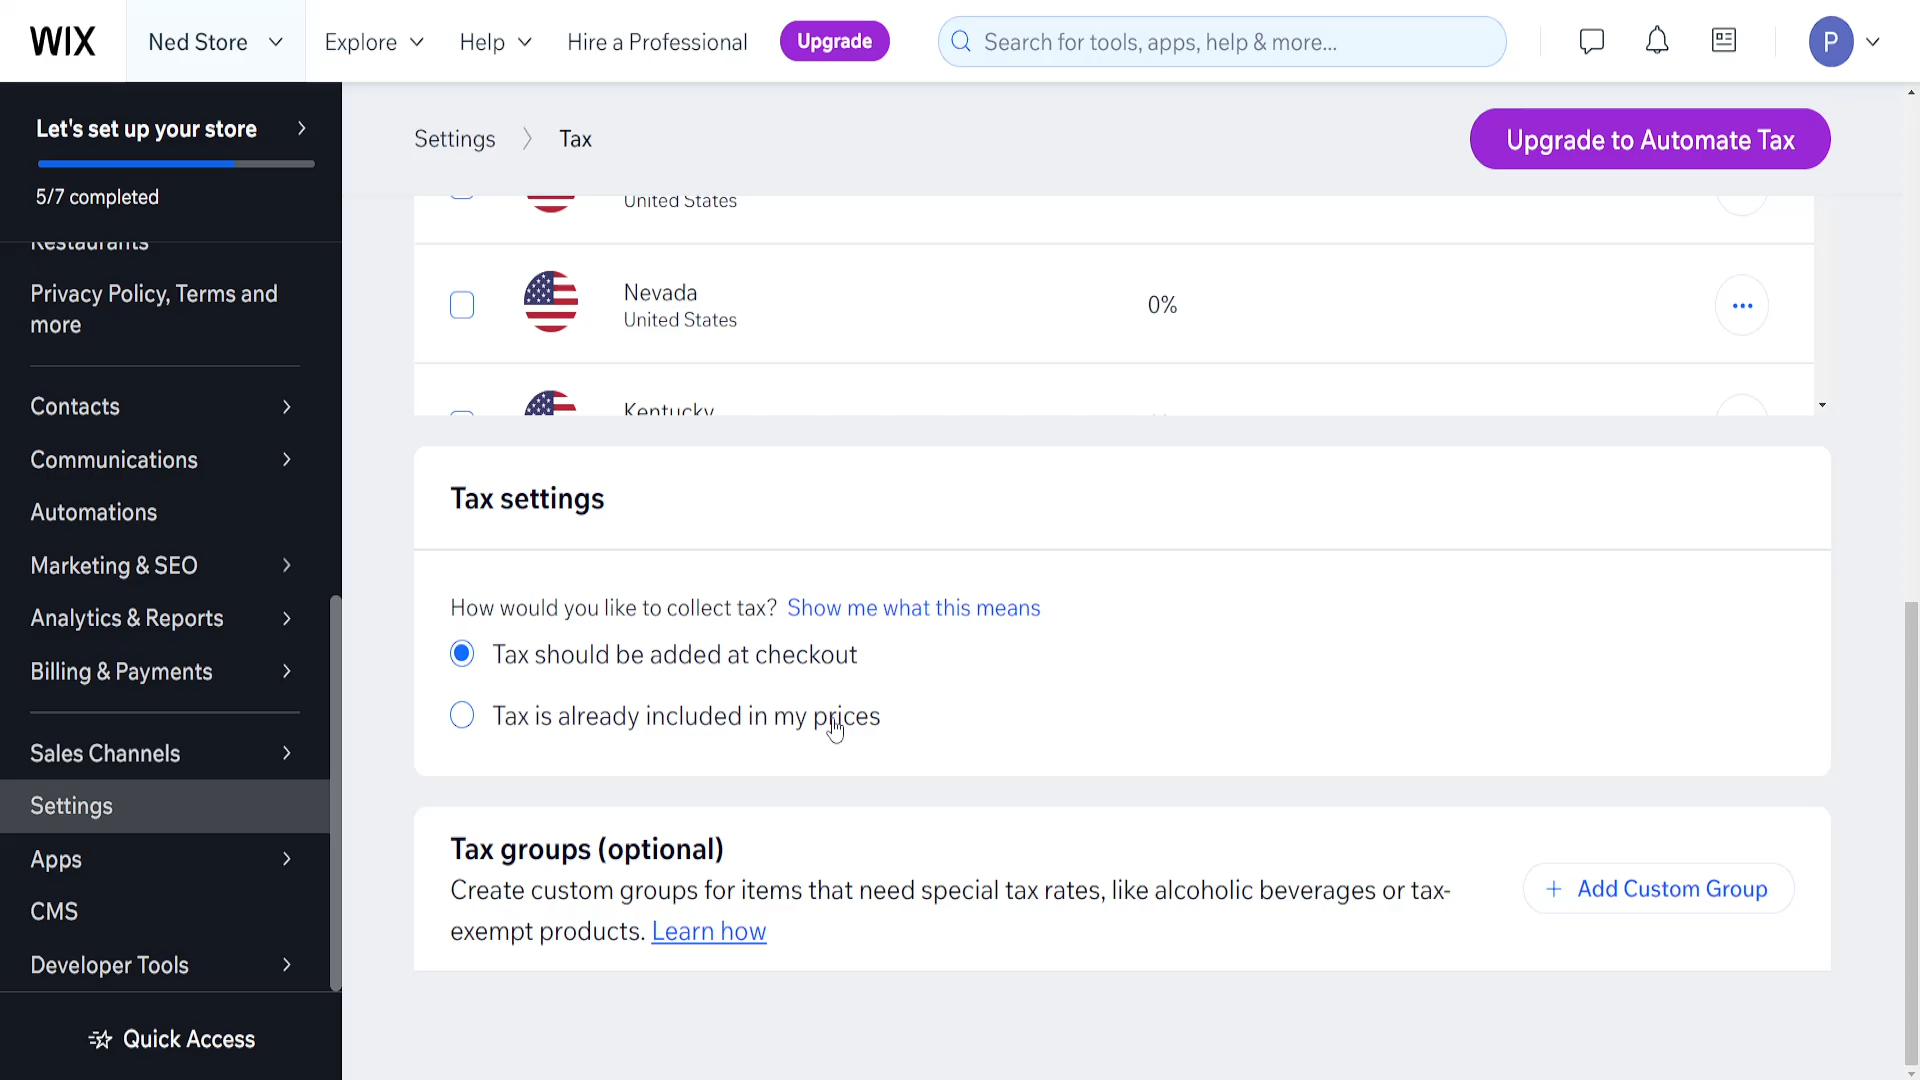 WIX
Ned Store
Explore
Help
Hire a Professional
Upgrade
Search for tools, apps, help & more...
P
Let's set up your store
5/7 completed
Restaurants
Privacy Policy, Terms and
more
Contacts
Communications
Automations
Marketing & SEO
Analytics & Reports
Billing & Payments
Sales Channels
Settings
Apps
CMS
Developer Tools
Quick Access
Settings
Tax
Upgrade to Automate Tax
United States
Nevada
United States
0%
Kentucky
Tax settings
How would you like to collect tax? Show me what this means
Tax should be added at checkout
Tax is already included in my prices
Tax groups (optional)
Create custom groups for items that need special tax rates, like alcoholic beverages or tax-
exempt products. Learn how
+ Add Custom Group